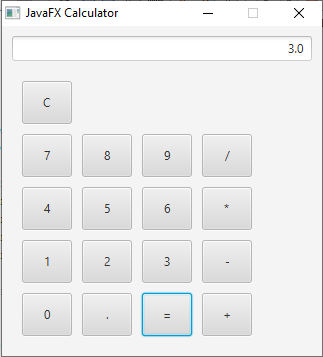 JavaFX Calculator
3.0
C
7 8 9 /
4 5 6 *
1 2 3 -
0 . = +